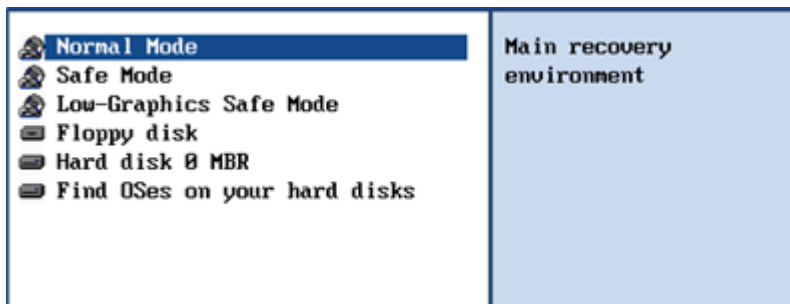 Normal Mode
Safe Mode
Low-Graphics Safe Mode
Floppy disk
Hard disk 0 MBR
Find OSes on your hard disks
Main recovery
environment